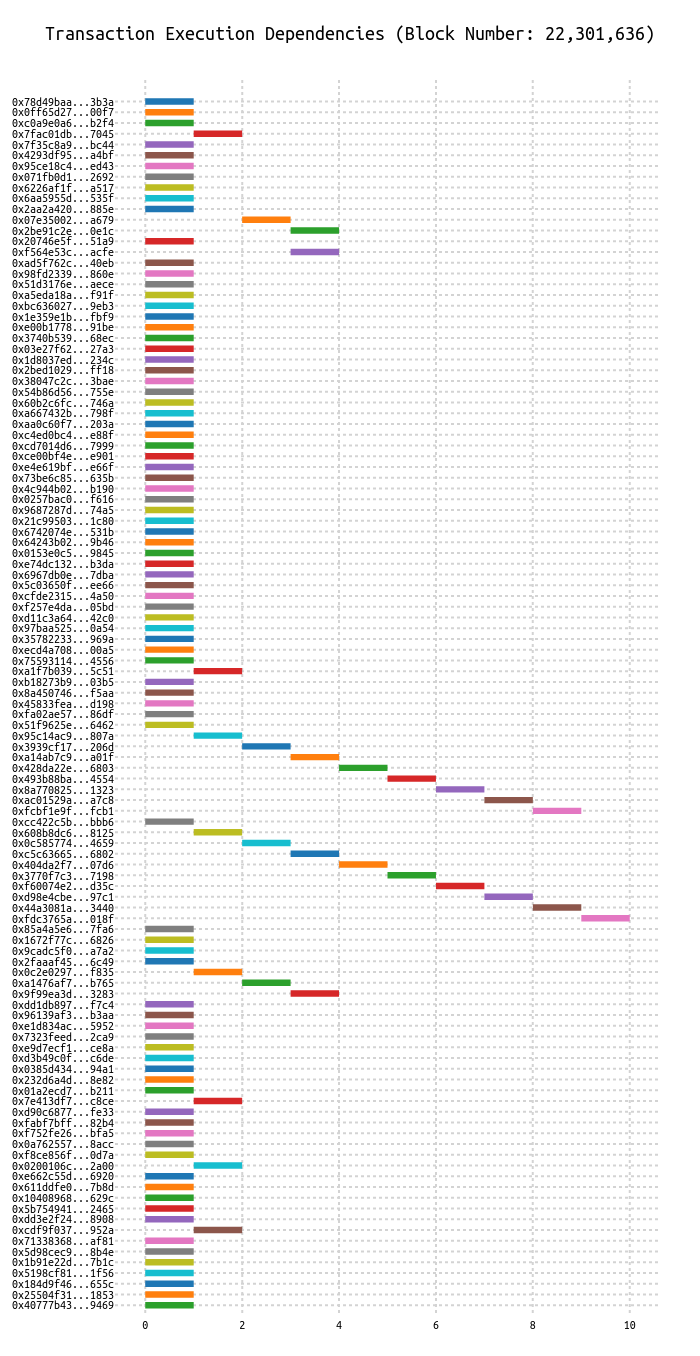 Transaction Execution Dependencies (Block Number: 22,301,636)
0x78d49baa...3b3a
0x0ff65d27...00f7
0xc0a9e0a6...b2f4
0x7fac01db...7045
0x7f35c8a9...bc44
0x4293df95...a4bf
0x95ce18c4...ed43
0x071fb0d1...2692
0x6226af1f...a517
0x6aa5955d...535f
0x2aa2a420...885e
0x07e35002...a679
0x2be91c2e...0e1c
0x20746e5f...51a9
0xf564e53c...acfe
0xad5f762c...40eb
0x98fd2339...860e
0x51d3176e...aece
0xa5eda18a...f91f
0xbc636027...9eb3
0x1e359e1b...fbf9
0xe00b1778...91be
0x3740b539...68ec
0x03e27f62...27a3
0x1d8037ed...234c
0x2bed1029...ff18
0x38047c2c...3bae
0x54b86d56...755e
0x60b2c6fc...746a
0xa667432b...798f
0xaa0c60f7...203a
0xc4ed0bc4...e88f
0xcd7014d6...7999
0xce00bf4e...e901
0xe4e619bf...e66f
0x73be6c85...635b
0x4c944b02...b190
0x0257bac0...f616
0x9687287d...74a5
0x21c99503...1c80
0x6742074e...531b
0x64243b02...9b46
0x0153e0c5...9845
0xe74dc132...b3da
0x6967db0e...7dba
0x5c03650f...ee66
0xcfde2315...4a50
0xf257e4da...05bd
0xd11c3a64...42c0
0x97baa525...0a54
0x35782233...969a
0xecd4a708...00a5
0x75593114...4556
0xa1f7b039...5c51
0xb18273b9...03b5
0x8a450746...f5aa
0x45833fea...d198
0xfa02ae57...86df
0x51f9625e...6462
0x95c14ac9...807a
0x3939cf17...206d
0xa14ab7c9...a01f
0x428da22e...6803
0x493b88ba...4554
0x8a770825...1323
0xac01529a...a7c8
0xfcbf1e9f...fcb1
0xcc422c5b...bbb6
0x608b8dc6...8125
0x0c585774...4659
0xc5c63665...6802
0x404da2f7...07d6
0x3770f7c3...7198
0xf60074e2...d35c
0xd98e4cbe...97c1
0x44a3081a...3440
0xfdc3765a...018f
0x85a4a5e6...7fa6
0x1672f77c...6826
0x9cadc5f0...a7a2
0x2faaaf45...6c49
0x0c2e0297...f835
0xa1476af7...b765
0x9f99ea3d...3283
0xdd1db897...f7c4
0x96139af3...b3aa
0xe1d834ac...5952
0x7323feed...2ca9
0xe9d7ecf1...ce8a
0xd3b49c0f...c6de
0x0385d434...94a1
0x232d6a4d...8e82
0x01a2ecd7...b211
0x7e413df7...c8ce
0xd90c6877...fe33
0xfabf7bff...82b4
0xf752fe26...bfa5
0x0a762557...8acc
0xf8ce856f...0d7a
0x0200106c...2a00
0xe662c55d...6920
0x611ddfe0...7b8d
0x10408968...629c
0x5b754941...2465
0xdd3e2f24...8908
0xcdf9f037...952a
0x71338368...af81
0x5d98cec9...8b4e
0x1b91e22d...7b1c
0x5198cf81...1f56
0x184d9f46...655c
0x25504f31...1853
0x40777b43...9469
0 2 4 6 8 10